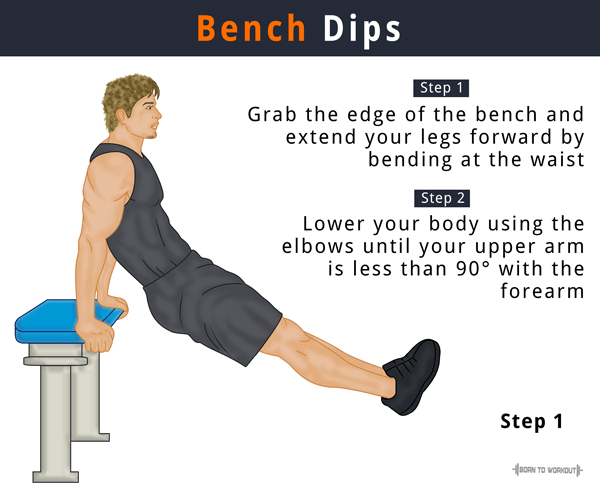 Bench Dips
Step 1
Grab the edge of the bench and
extend your legs forward by
bending at the waist
Step 2
Lower your body using the
elbows until your upper arm
is less than 90° with the
forearm
Step 1
BORN TO WORKOUT